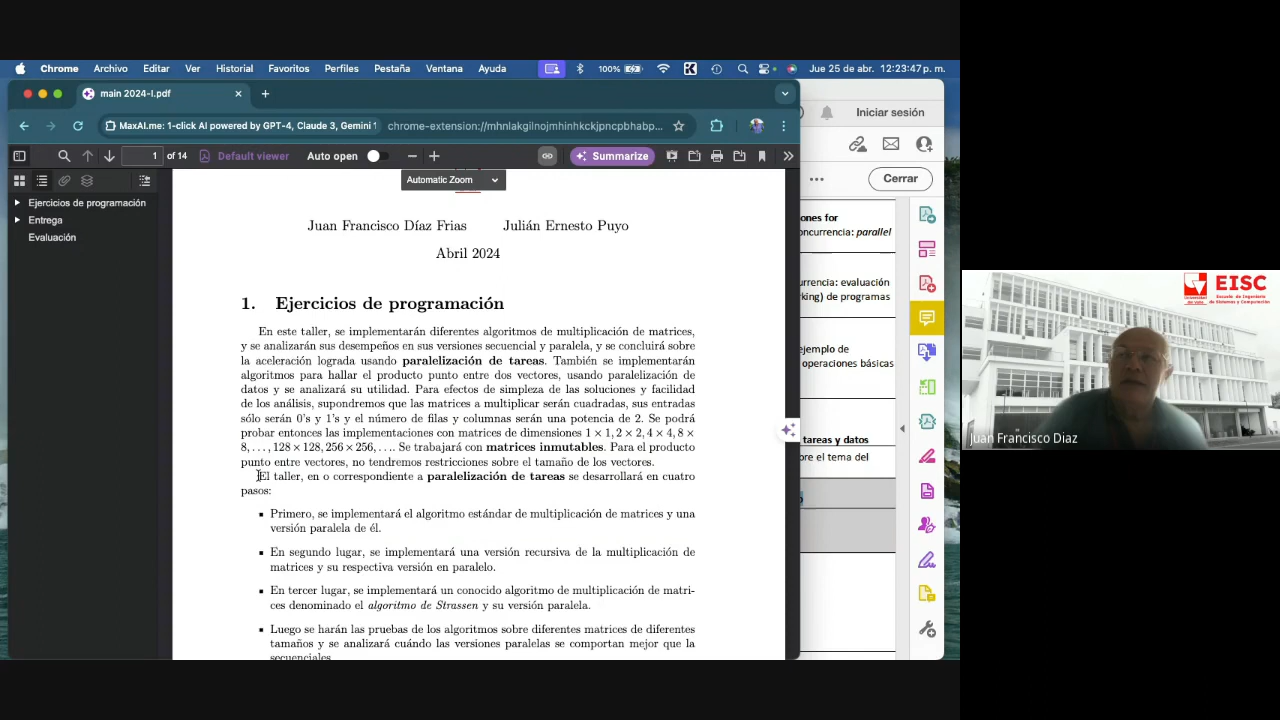 Chrome Archivo Editar Ver Historial Favoritos Perfiles Pestaña Ventana Ayuda 100% Jue 25 de abr. 12:23:47 p. m.
main 2024-I.pdf
MaxAI.me: 1-click AI powered by GPT-4, Claude 3, Gemini 1 chrome-extension://mhnlakgilnojmhinhkckjpncpbhabp...
1 of 14 Default viewer Auto open Summarize
Automatic Zoom
Ejercicios de programación
Entrega
Evaluación
Juan Francisco Díaz Frias Julián Ernesto Puyo
Abril 2024
1. Ejercicios de programación
En este taller, se implementarán diferentes algoritmos de multiplicación de matrices,
y se analizarán sus desempeños en sus versiones secuencial y paralela, y se concluirá sobre
la aceleración lograda usando paralelización de tareas. También se implementarán
algoritmos para hallar el producto punto entre dos vectores, usando paralelización de
datos y se analizará su utilidad. Para efectos de simpleza de las soluciones y facilidad
de los análisis, supondremos que las matrices a multiplicar serán cuadradas, sus entradas
sólo serán 0's y 1's y el número de filas y columnas serán una potencia de 2. Se podrá
probar entonces las implementaciones con matrices de dimensiones 1 × 1, 2 × 2, 4 × 4, 8 ×
8, . . . , 128 × 128, 256 × 256, . . .. Se trabajará con matrices inmutables. Para el producto
punto entre vectores, no tendremos restricciones sobre el tamaño de los vectores.
El taller, en o correspondiente a paralelización de tareas se desarrollará en cuatro
pasos:
▪ Primero, se implementará el algoritmo estándar de multiplicación de matrices y una
versión paralela de él.
▪ En segundo lugar, se implementará una versión recursiva de la multiplicación de
matrices y su respectiva versión en paralelo.
▪ En tercer lugar, se implementará un conocido algoritmo de multiplicación de matri-
ces denominado el algoritmo de Strassen y su versión paralela.
▪ Luego se harán las pruebas de los algoritmos sobre diferentes matrices de diferentes
tamaños y se analizará cuándo las versiones paralelas se comportan mejor que la
secuenciales
Iniciar sesión
Cerrar
ones for
oncurrencia: parallel
urrencia: evaluación
rking) de programas
ejemplo de
operaciones básicas
tareas y datos
bre el tema del
EISC
Escuela de Ingeniería
de Sistemas y Computación
Universidad
del Valle
Juan Francisco Diaz